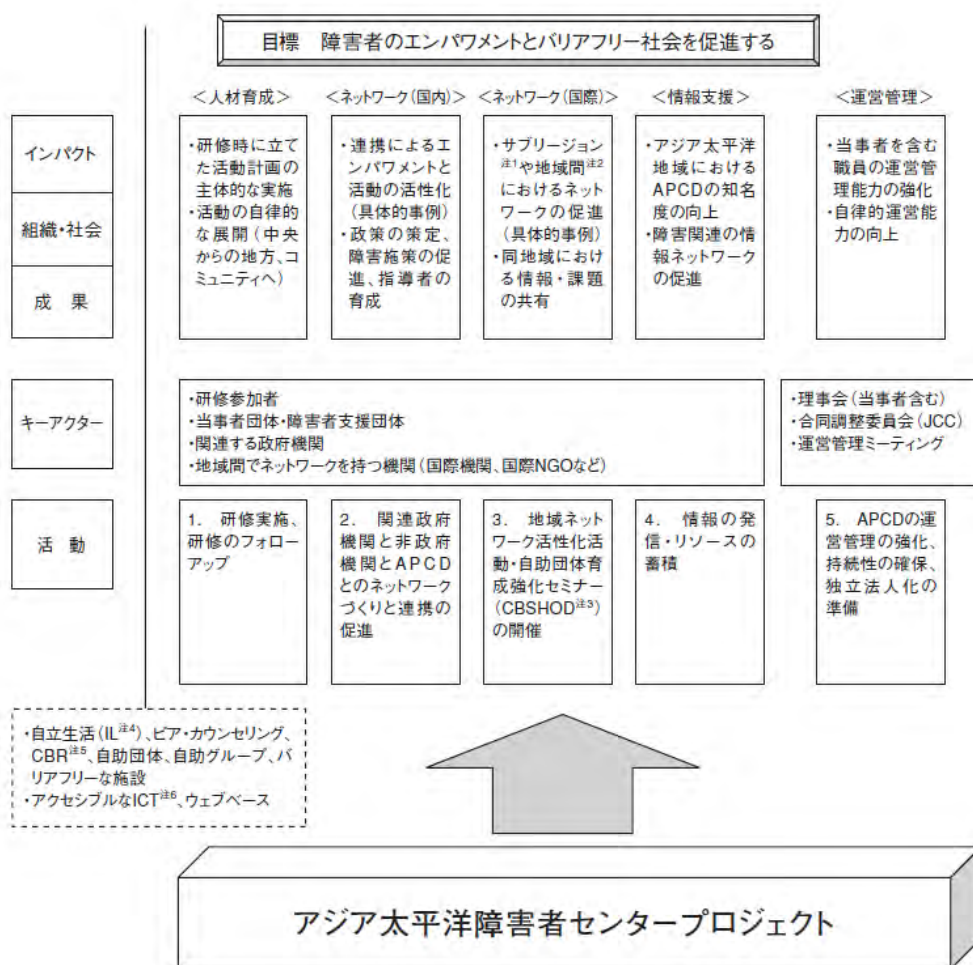 目標　障害者のエンパワメントとバリアフリー社会を促進する
＜人材育成＞
＜ネットワーク（国内）＞
＜ネットワーク（国際）＞
＜情報支援＞
＜運営管理＞
インパクト
組織・社会
成　果
・研修時に立て
た活動計画の
主体的な実施
・活動の自律的
な展開（中央
からの地方、コ
ミュニティへ）
・連携によるエ
ンパワメントと
活動の活性化
（具体的事例）
・政策の策定、
障害施策の促
進、指導者の
育成
・サブリージョン
注1や地域間注2
におけるネット
ワークの促進
（具体的事例）
・同地域におけ
る情報・課題
の共有
・アジア太平洋
地域における
APCDの知名
度の向上
・障害関連の情
報ネットワーク
の促進
・当事者を含む
職員の運営管
理能力の強化
・自律的運営能
力の向上
キーアクター
・研修参加者
・当事者団体・障害者支援団体
・関連する政府機関
・地域間でネットワークを持つ機関（国際機関、国際NGOなど）
・理事会（当事者含む）
・合同調整委員会（JCC）
・運営管理ミーティング
活　動
1.　研修実施、
研修のフォロー
アップ
2.　関連政府
機関と非政府
機関とAPCD
とのネットワーク
づくりと連携の
促進
3.　地域ネット
ワーク活性化活
動・自助団体育
成強化セミナー
（CBSHOD注3）
の開催
4.　情報の発
信・リソースの
蓄積
5.　APCDの運
営管理の強化、
持続性の確保、
独立法人化の
準備
・自立生活（IL注4）、ピア・カウンセリング、
CBR注5、自助団体、自助グループ、バ
リアフリーな施設
・アクセシブルなICT注6、ウェブベース
アジア太平洋障害者センタープロジェクト